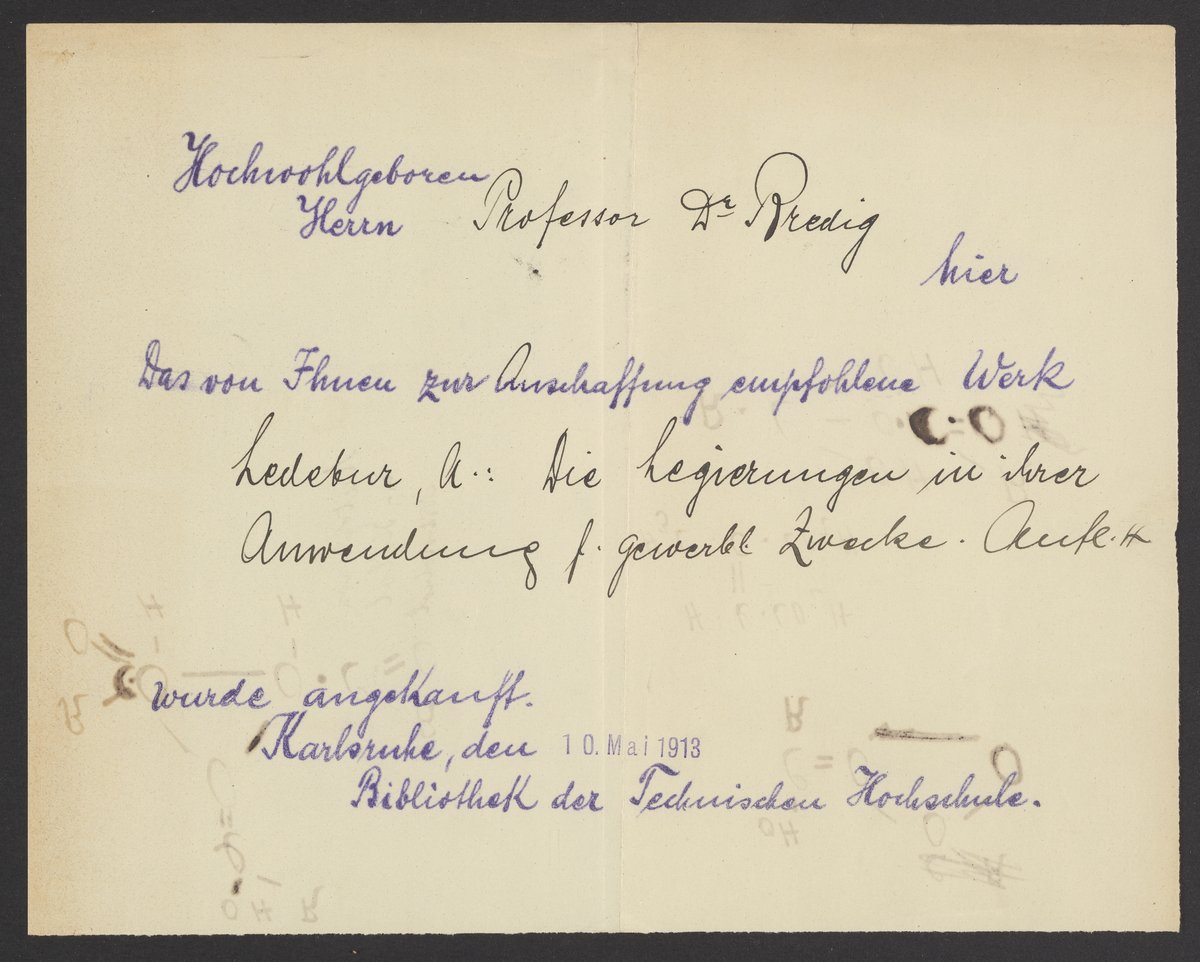 Hochwohlgeboren
Herrn Professor Dr Bredig
hier
Das von Ihnen zur Anschaffung empfohlene Werk
Ledebur, A.: Die Legierungen in ihrer
Anwendung f. gewerbl. Zwecke. Aufl. 4
wurde angekauft.
Karlsruhe, den 10. Mai 1913
Bibliothek der Technischen Hochschule.